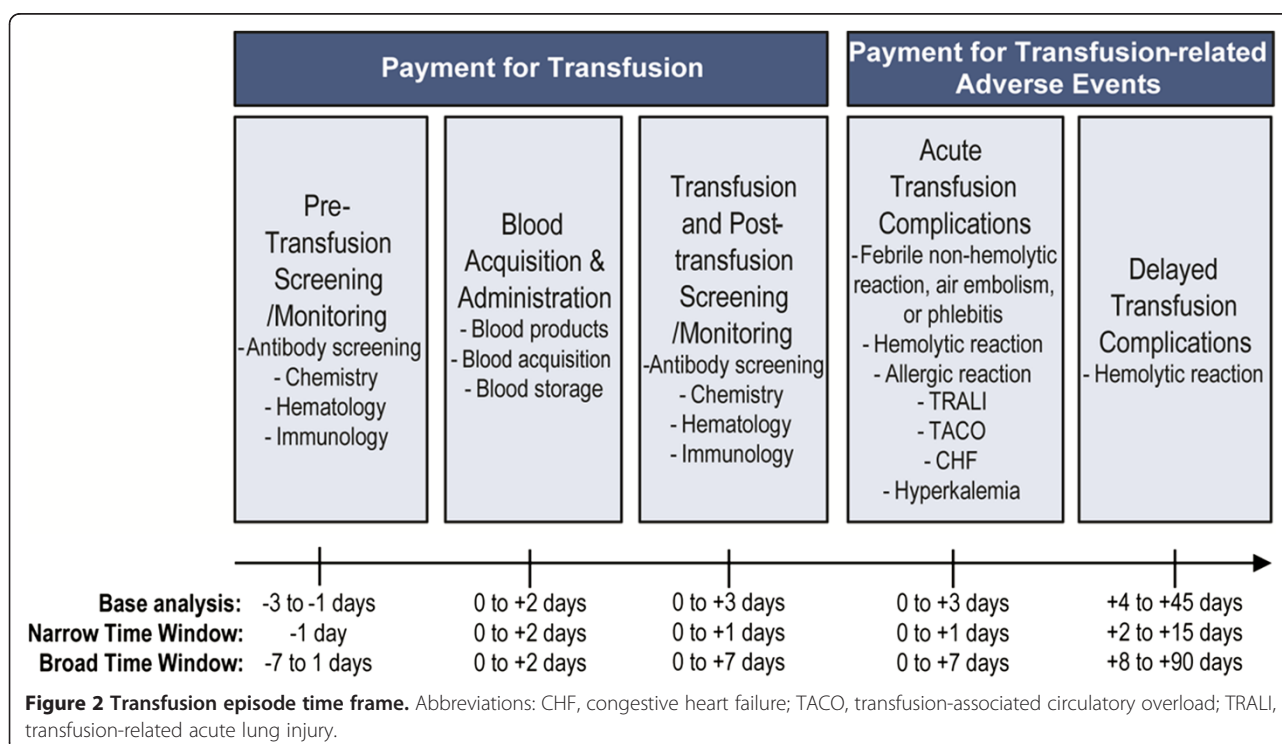 Payment for Transfusion
Payment for Transfusion-related
Adverse Events
Pre-
Transfusion
Screening
/Monitoring
-Antibody screening
- Chemistry
- Hematology
- Immunology
Blood
Acquisition &
Administration
- Blood products
- Blood acquisition
- Blood storage
Transfusion
and Post-
transfusion
Screening
/Monitoring
-Antibody screening
- Chemistry
- Hematology
- Immunology
Acute
Transfusion
Complications
-Febrile non-hemolytic
reaction, air embolism,
or phlebitis
- Hemolytic reaction
- Allergic reaction
- TRALI
- TACO
- CHF
- Hyperkalemia
Delayed
Transfusion
Complications
- Hemolytic reaction
Base analysis: -3 to -1 days 0 to +2 days 0 to +3 days 0 to +3 days +4 to +45 days
Narrow Time Window: -1 day 0 to +2 days 0 to +1 days 0 to +1 days +2 to +15 days
Broad Time Window: -7 to 1 days 0 to +2 days 0 to +7 days 0 to +7 days +8 to +90 days
Figure 2 Transfusion episode time frame. Abbreviations: CHF, congestive heart failure; TACO, transfusion-associated circulatory overload; TRALI,
transfusion-related acute lung injury.